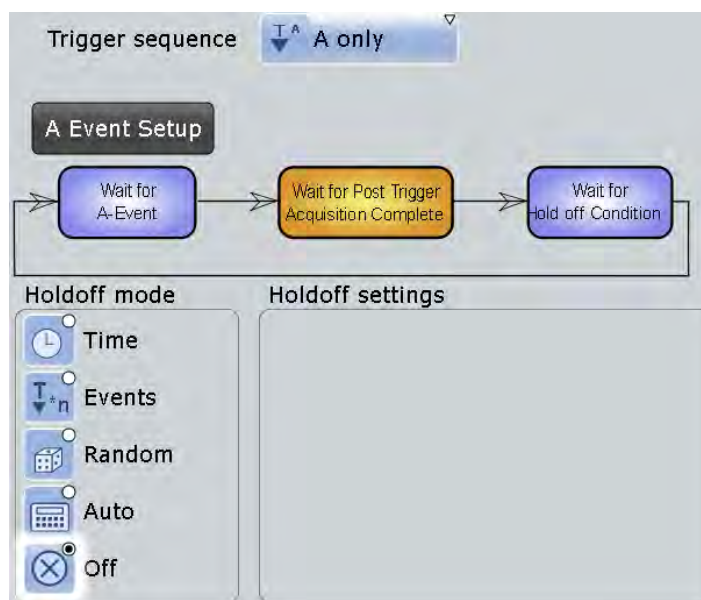 Trigger sequence
A only
A Event Setup
Wait for
A-Event
Wait for Post Trigger
Acquisition Complete
Wait for
Hold off Condition
Holdoff mode
Holdoff settings
Time
Events
Random
Auto
Off